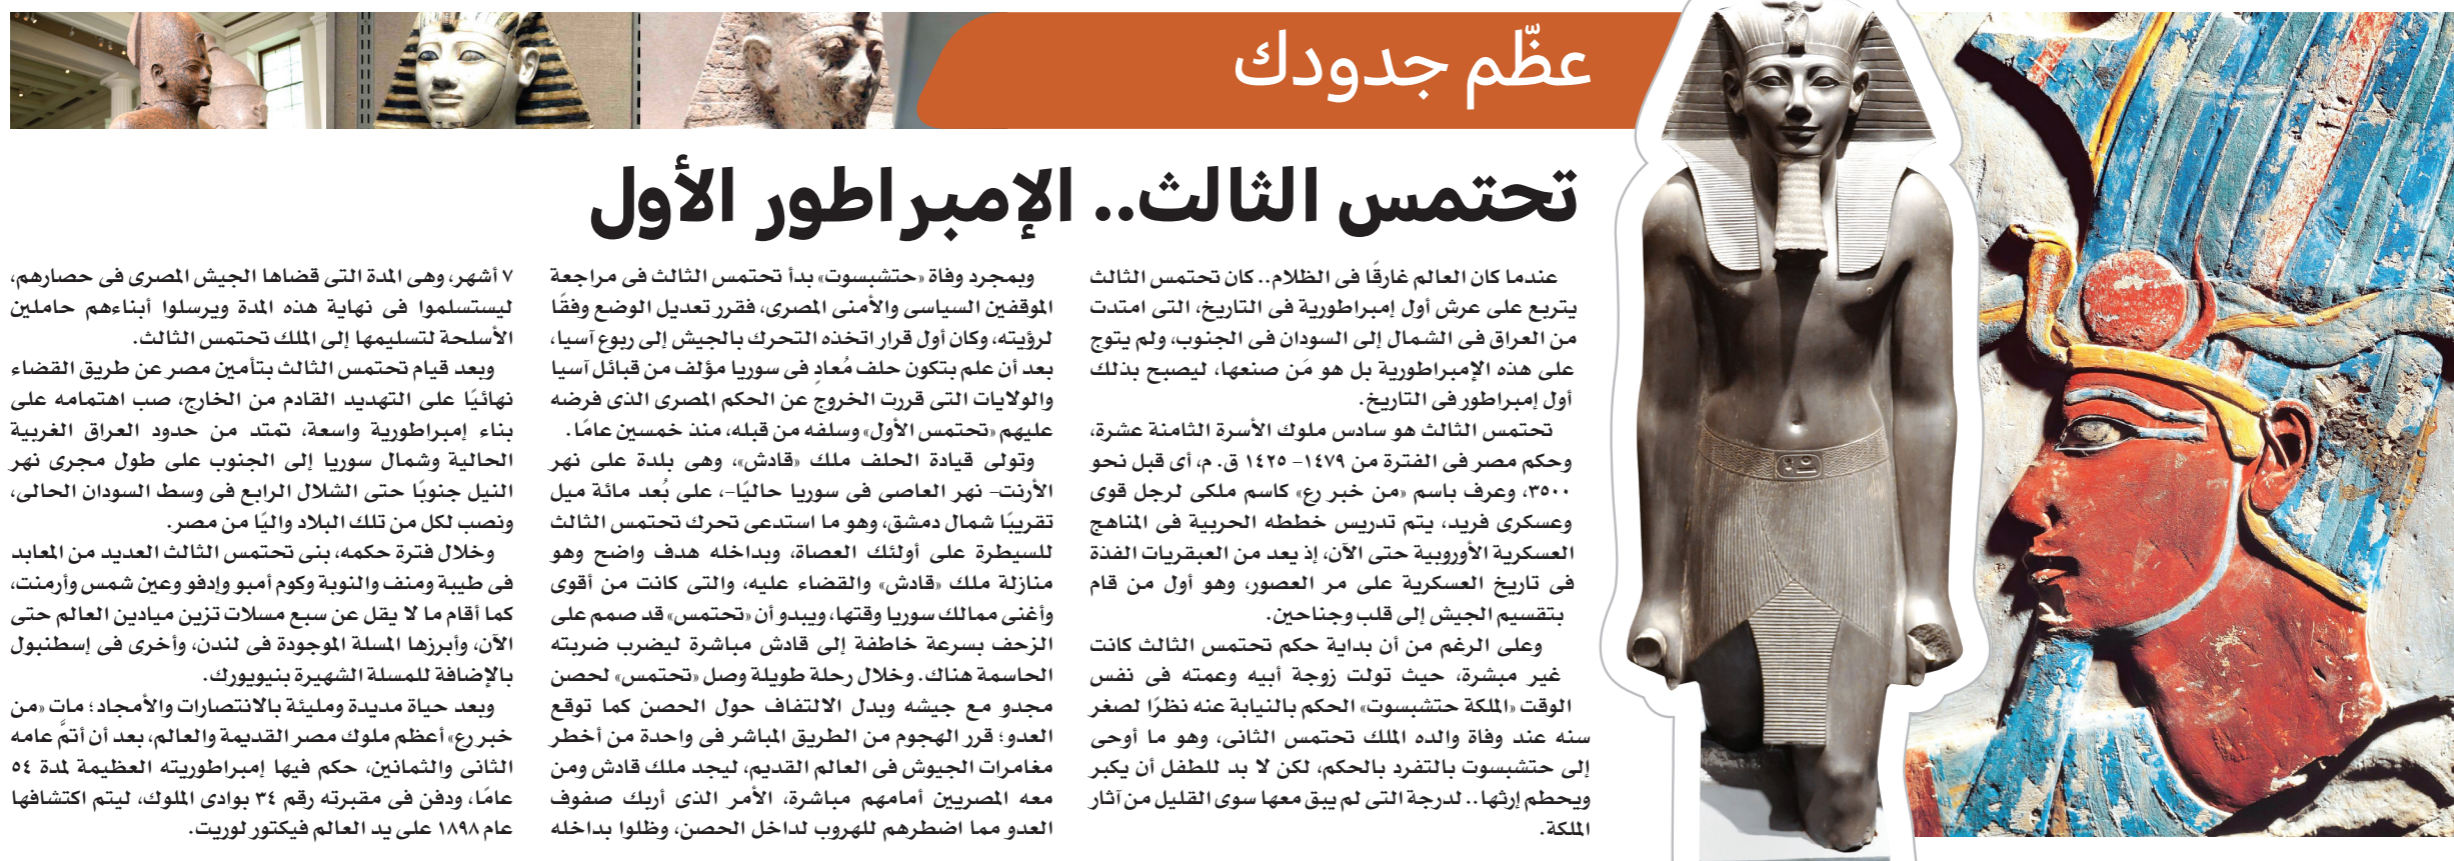 عظّم جدودك
تحتمس الثالث.. الإمبراطور الأول
عندما كان العالم غارقًا فى الظلام.. كان تحتمس الثالث
يتربع على عرش أول إمبراطورية فى التاريخ، التى امتدت
من العراق فى الشمال إلى السودان فى الجنوب، ولم يتوج
على هذه الإمبراطورية بل هو مَن صنعها، ليصبح بذلك
أول إمبراطور فى التاريخ.
تحتمس الثالث هو سادس ملوك الأسرة الثامنة عشرة،
وحكم مصر فى الفترة من ١٤٧٩- ١٤٢٥ ق. م، أى قبل نحو
٣٥٠٠، وعرف باسم «من خبر رع» كاسم ملكى لرجل قوى
وعسكرى فريد، يتم تدريس خططه الحربية فى المناهج
العسكرية الأوروبية حتى الآن، إذ يعد من العبقريات الفذة
فى تاريخ العسكرية على مر العصور، وهو أول من قام
بتقسيم الجيش إلى قلب وجناحين.
وعلى الرغم من أن بداية حكم تحتمس الثالث كانت
غير مبشرة، حيث تولت زوجة أبيه وعمته فى نفس
الوقت «الملكة حتشبسوت» الحكم بالنيابة عنه نظرًا لصغر
سنه عند وفاة والده الملك تحتمس الثانى، وهو ما أوحى
إلى حتشبسوت بالتفرد بالحكم، لكن لا بد للطفل أن يكبر
ويحطم إرثها.. لدرجة التى لم يبق معها سوى القليل من آثار
الملكة.
وبمجرد وفاة «حتشبسوت» بدأ تحتمس الثالث فى مراجعة
الموقفين السياسى والأمنى المصرى، فقرر تعديل الوضع وفقًا
لرؤيته، وكان أول قرار اتخذه التحرك بالجيش إلى ربوع آسيا،
بعد أن علم بتكون حلف مُعادٍ فى سوريا مؤلف من قبائل آسيا
والولايات التى قررت الخروج عن الحكم المصرى الذى فرضه
عليهم «تحتمس الأول» وسلفه من قبله، منذ خمسين عامًا.
وتولى قيادة الحلف ملك «قادش»، وهى بلدة على نهر
الأرنت- نهر العاصى فى سوريا حاليًا-، على بُعد مائة ميل
تقريبًا شمال دمشق، وهو ما استدعى تحرك تحتمس الثالث
للسيطرة على أولئك العصاة، وبداخله هدف واضح وهو
منازلة ملك «قادش» والقضاء عليه، والتى كانت من أقوى
وأغنى ممالك سوريا وقتها، ويبدو أن «تحتمس» قد صمم على
الزحف بسرعة خاطفة إلى قادش مباشرة ليضرب ضربته
الحاسمة هناك. وخلال رحلة طويلة وصل «تحتمس» لحصن
مجدو مع جيشه وبدل الالتفاف حول الحصن كما توقع
العدو؛ قرر الهجوم من الطريق المباشر فى واحدة من أخطر
مغامرات الجيوش فى العالم القديم، ليجد ملك قادش ومن
معه المصريين أمامهم مباشرة، الأمر الذى أربك صفوف
العدو مما اضطرهم للهروب لداخل الحصن، وظلوا بداخله
٧ أشهر، وهى المدة التى قضاها الجيش المصرى فى حصارهم،
ليستسلموا فى نهاية هذه المدة ويرسلوا أبناءهم حاملين
الأسلحة لتسليمها إلى الملك تحتمس الثالث.
وبعد قيام تحتمس الثالث بتأمين مصر عن طريق القضاء
نهائيًا على التهديد القادم من الخارج، صب اهتمامه على
بناء إمبراطورية واسعة، تمتد من حدود العراق الغربية
الحالية وشمال سوريا إلى الجنوب على طول مجرى نهر
النيل جنوبًا حتى الشلال الرابع فى وسط السودان الحالى،
ونصب لكل من تلك البلاد واليًا من مصر.
وخلال فترة حكمه، بنى تحتمس الثالث العديد من المعابد
فى طيبة ومنف والنوبة وكوم أمبو وإدفو وعين شمس وأرمنت،
كما أقام ما لا يقل عن سبع مسلات تزين ميادين العالم حتى
الآن، وأبرزها المسلة الموجودة فى لندن، وأخرى فى إسطنبول
بالإضافة للمسلة الشهيرة بنيويورك.
وبعد حياة مديدة ومليئة بالانتصارات والأمجاد؛ مات «من
خبر رع» أعظم ملوك مصر القديمة والعالم، بعد أن أتمَّ عامه
الثانى والثمانين، حكم فيها إمبراطوريته العظيمة لمدة ٥٤
عامًا، ودفن فى مقبرته رقم ٣٤ بوادى الملوك، ليتم اكتشافها
عام ١٨٩٨ على يد العالم فيكتور لوريت.